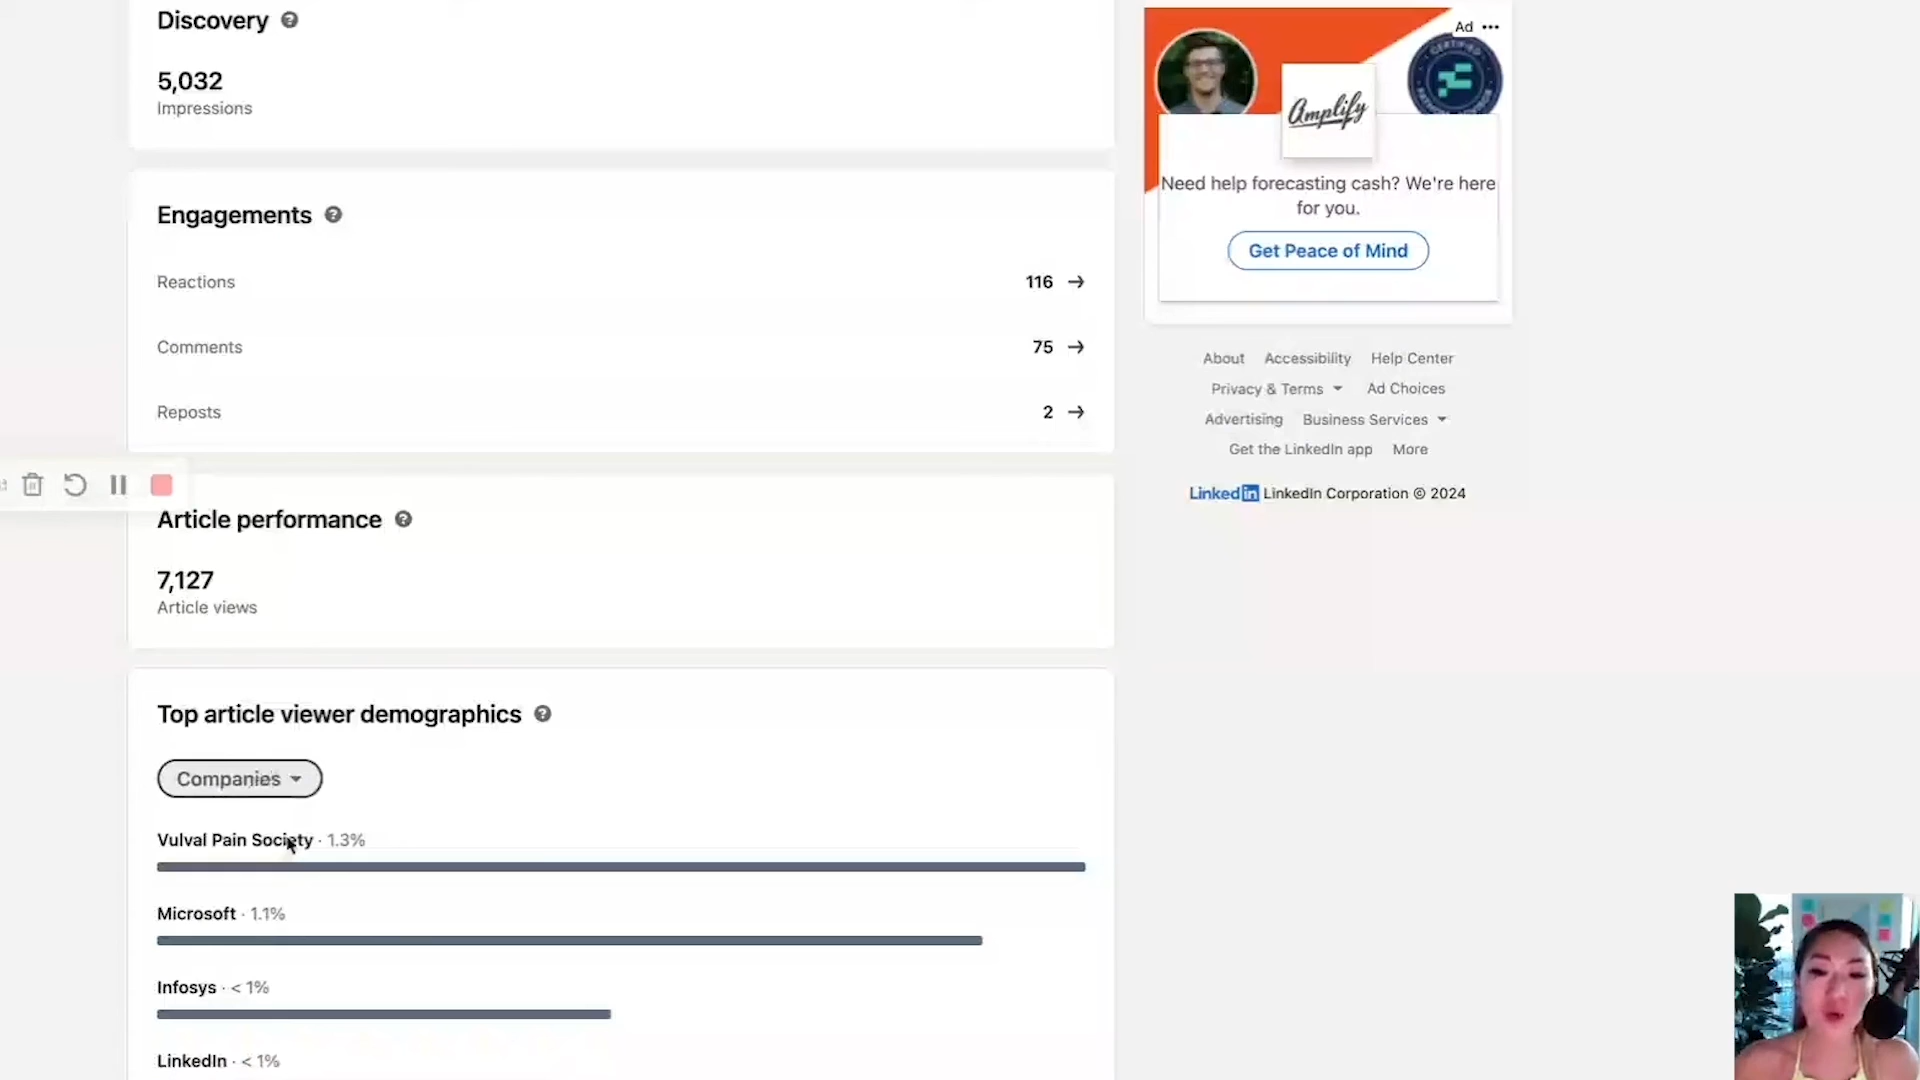 Discovery
5,032
Impressions
Engagements
Reactions 116
Comments 75
Reposts 2
Article performance
7,127
Article views
Top article viewer demographics
Companies
Vulval Pain Society · 1.3%
Microsoft · 1.1%
Infosys · < 1%
LinkedIn · < 1%
Ad
CERTIFIED
Amplify
Need help forecasting cash? We're here
for you.
Get Peace of Mind
About Accessibility Help Center
Privacy & Terms Ad Choices
Advertising Business Services
Get the LinkedIn app More
LinkedIn LinkedIn Corporation © 2024